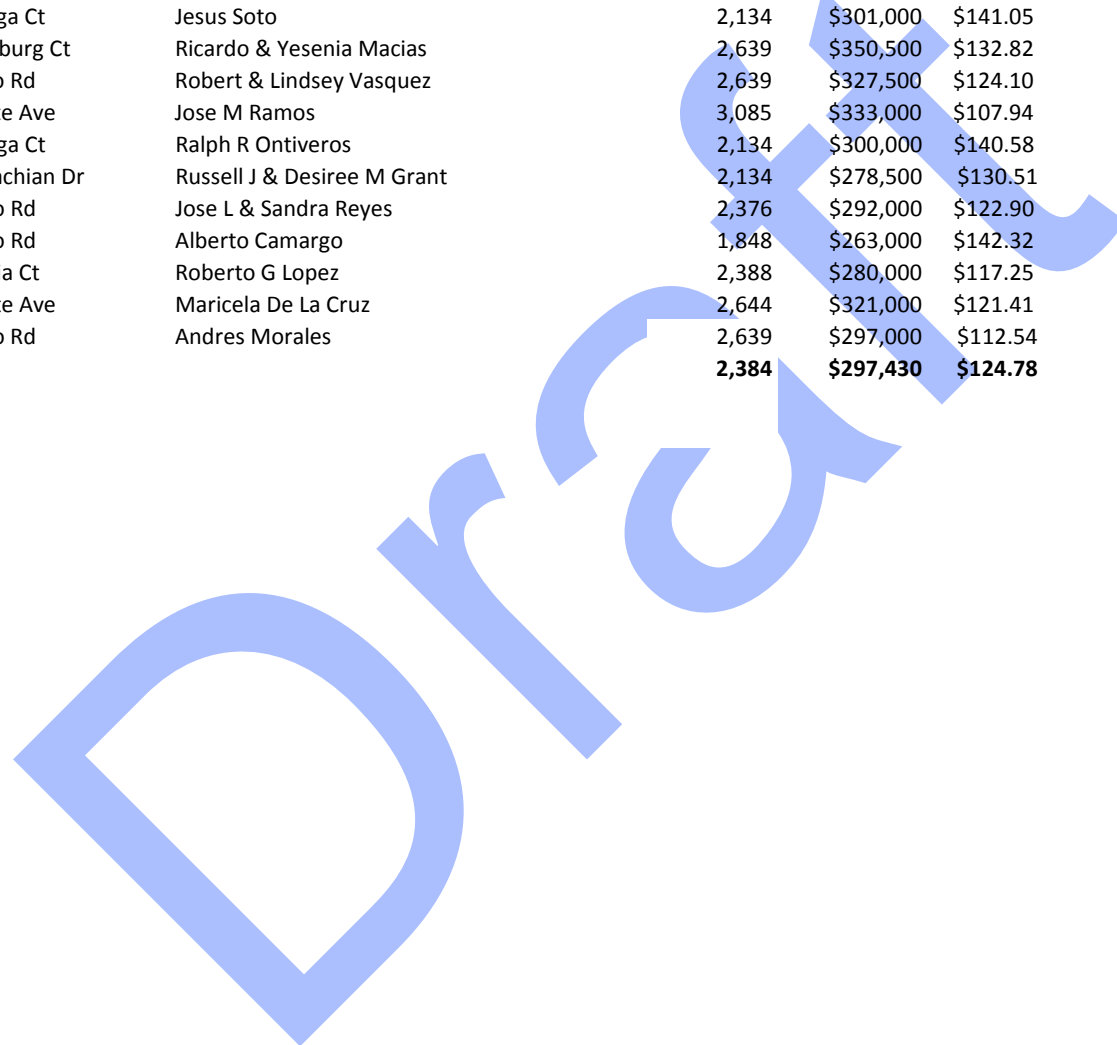 ga Ct Jesus Soto 2,134 $301,000 $141.05
burg Ct Ricardo & Yesenia Macias 2,639 $350,500 $132.82
o Rd Robert & Lindsey Vasquez 2,639 $327,500 $124.10
te Ave Jose M Ramos 3,085 $333,000 $107.94
ga Ct Ralph R Ontiveros 2,134 $300,000 $140.58
achian Dr Russell J & Desiree M Grant 2,134 $278,500 $130.51
o Rd Jose L & Sandra Reyes 2,376 $292,000 $122.90
o Rd Alberto Camargo 1,848 $263,000 $142.32
ia Ct Roberto G Lopez 2,388 $280,000 $117.25
te Ave Maricela De La Cruz 2,644 $321,000 $121.41
o Rd Andres Morales 2,639 $297,000 $112.54
2,384 $297,430 $124.78
Draft